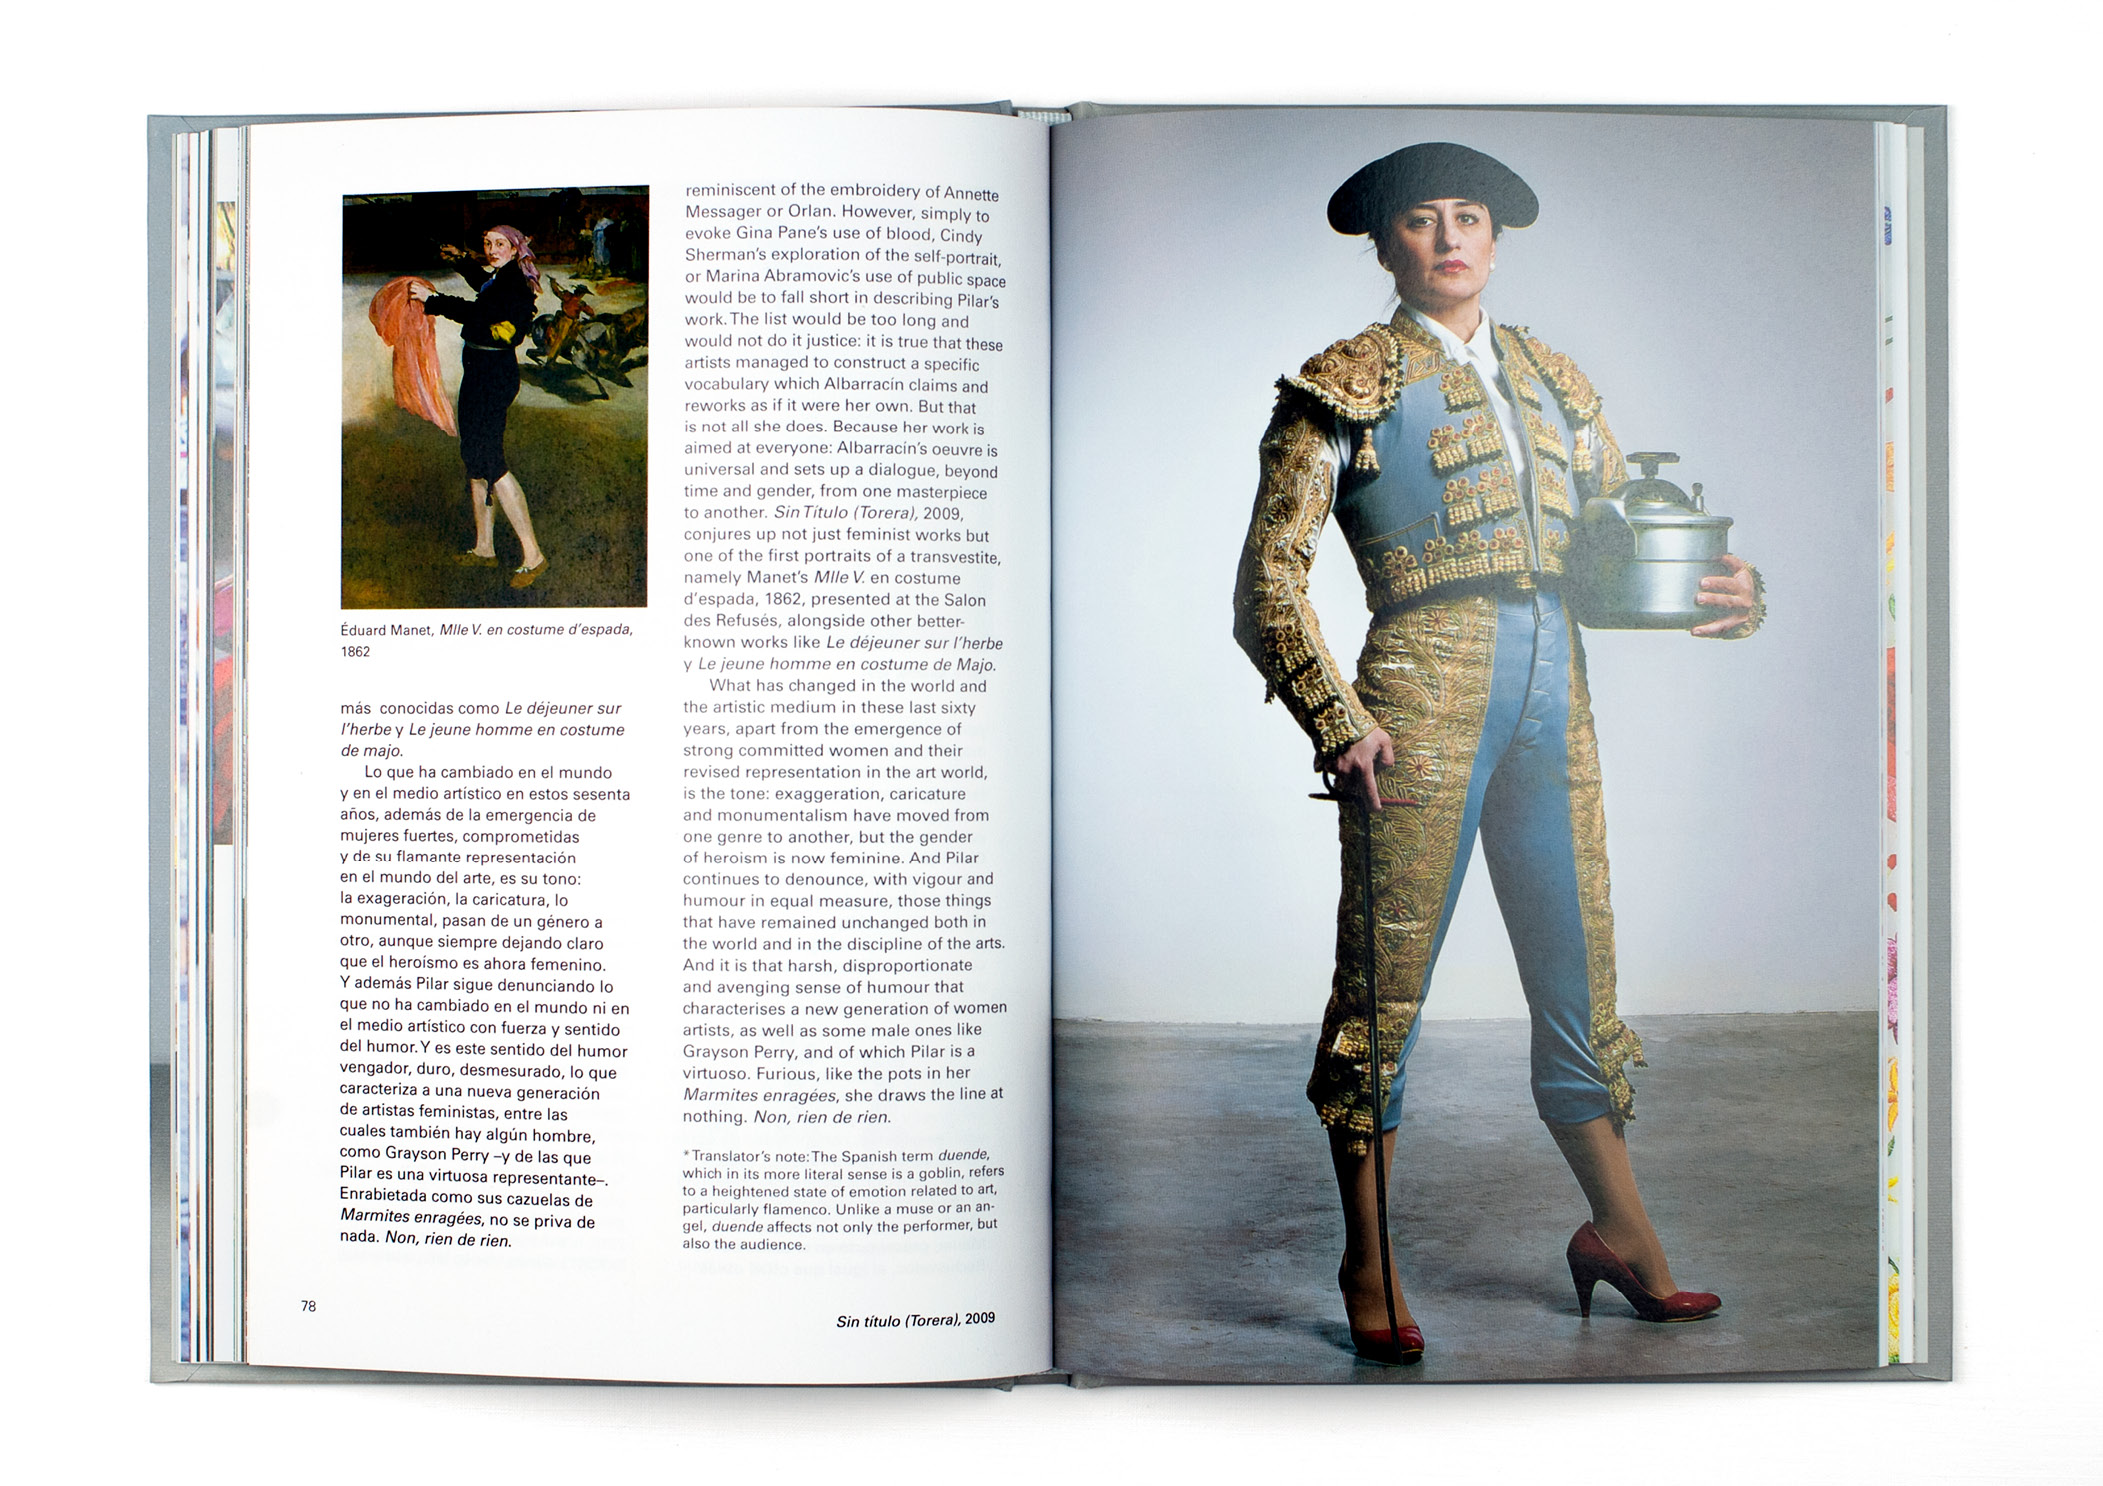 Éduard Manet, Mlle V. en costume d'espada,
1862
más conocidas como Le déjeuner sur
l'herbe y Le jeune homme en costume
de majo.
Lo que ha cambiado en el mundo
y en el medio artístico en estos sesenta
años, además de la emergencia de
mujeres fuertes, comprometidas
y de su flamante representación
en el mundo del arte, es su tono:
la exageración, la caricatura, lo
monumental, pasan de un género a
otro, aunque siempre dejando claro
que el heroísmo es ahora femenino.
Y además Pilar sigue denunciando lo
que no ha cambiado en el mundo ni en
el medio artístico con fuerza y sentido
del humor. Y es este sentido del humor
vengador, duro, desmesurado, lo que
caracteriza a una nueva generación
de artistas feministas, entre las
cuales también hay algún hombre,
como Grayson Perry –y de las que
Pilar es una virtuosa representante–.
Enrabietada como sus cazuelas de
Marmites enragées, no se priva de
nada. Non, rien de rien.
reminiscent of the embroidery of Annette
Messager or Orlan. However, simply to
evoke Gina Pane's use of blood, Cindy
Sherman's exploration of the self-portrait,
or Marina Abramovic's use of public space
would be to fall short in describing Pilar's
work. The list would be too long and
would not do it justice: it is true that these
artists managed to construct a specific
vocabulary which Albarracín claims and
reworks as if it were her own. But that
is not all she does. Because her work is
aimed at everyone: Albarracín's oeuvre is
universal and sets up a dialogue, beyond
time and gender, from one masterpiece
to another. Sin Título (Torera), 2009,
conjures up not just feminist works but
one of the first portraits of a transvestite,
namely Manet's Mlle V. en costume
d'espada, 1862, presented at the Salon
des Refusés, alongside other better-
known works like Le déjeuner sur l'herbe
y Le jeune homme en costume de Majo.
What has changed in the world and
the artistic medium in these last sixty
years, apart from the emergence of
strong committed women and their
revised representation in the art world,
is the tone: exaggeration, caricature
and monumentalism have moved from
one genre to another, but the gender
of heroism is now feminine. And Pilar
continues to denounce, with vigour and
humour in equal measure, those things
that have remained unchanged both in
the world and in the discipline of the arts.
And it is that harsh, disproportionate
and avenging sense of humour that
characterises a new generation of women
artists, as well as some male ones like
Grayson Perry, and of which Pilar is a
virtuoso. Furious, like the pots in her
Marmites enragées, she draws the line at
nothing. Non, rien de rien.
* Translator's note: The Spanish term duende,
which in its more literal sense is a goblin, refers
to a heightened state of emotion related to art,
particularly flamenco. Unlike a muse or an an-
gel, duende affects not only the performer, but
also the audience.
78
Sin título (Torera), 2009